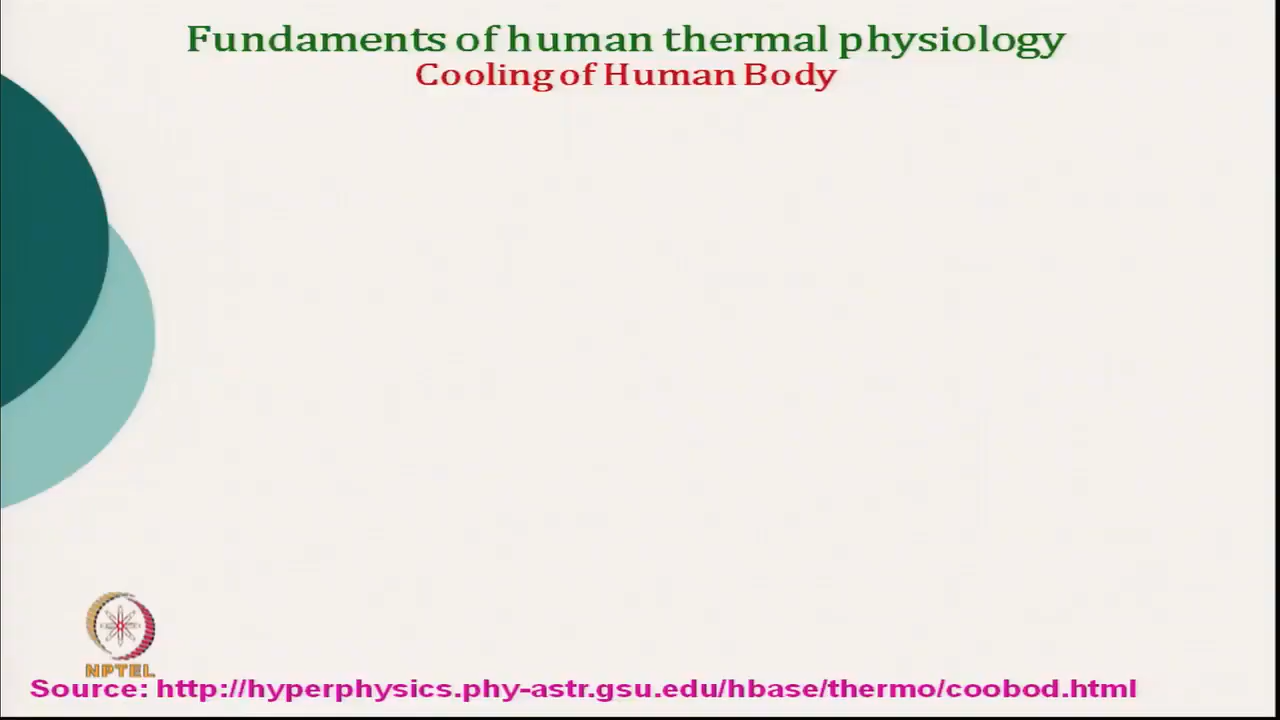 Fundaments of human thermal physiology
Cooling of Human Body
NPTEL
Source: http://hyperphysics.phy-astr.gsu.edu/hbase/thermo/coobod.html